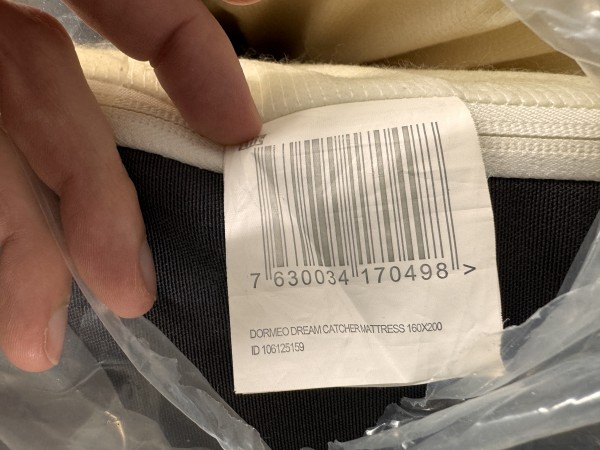 7 630034 170498 >
DORMEO DREAM CATCHER MATTRESS 160X200
ID 106125159